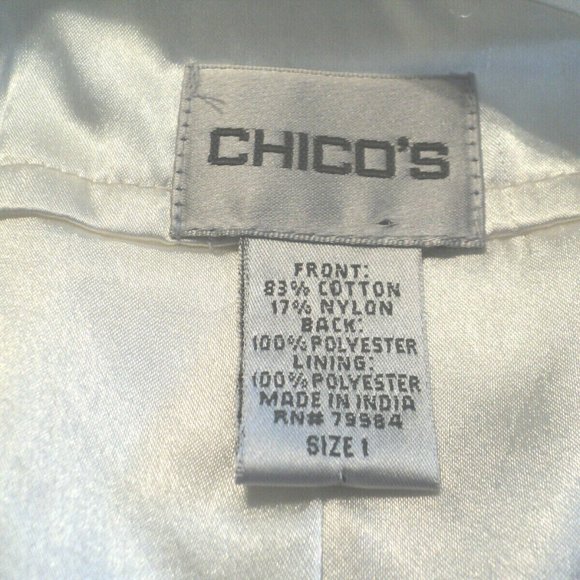 CHICO'S
FRONT:
83% COTTON
17% NYLON
BACK:
100% POLYESTER
LINING:
100% POLYESTER
MADE IN INDIA
RN# 79984
SIZE 1